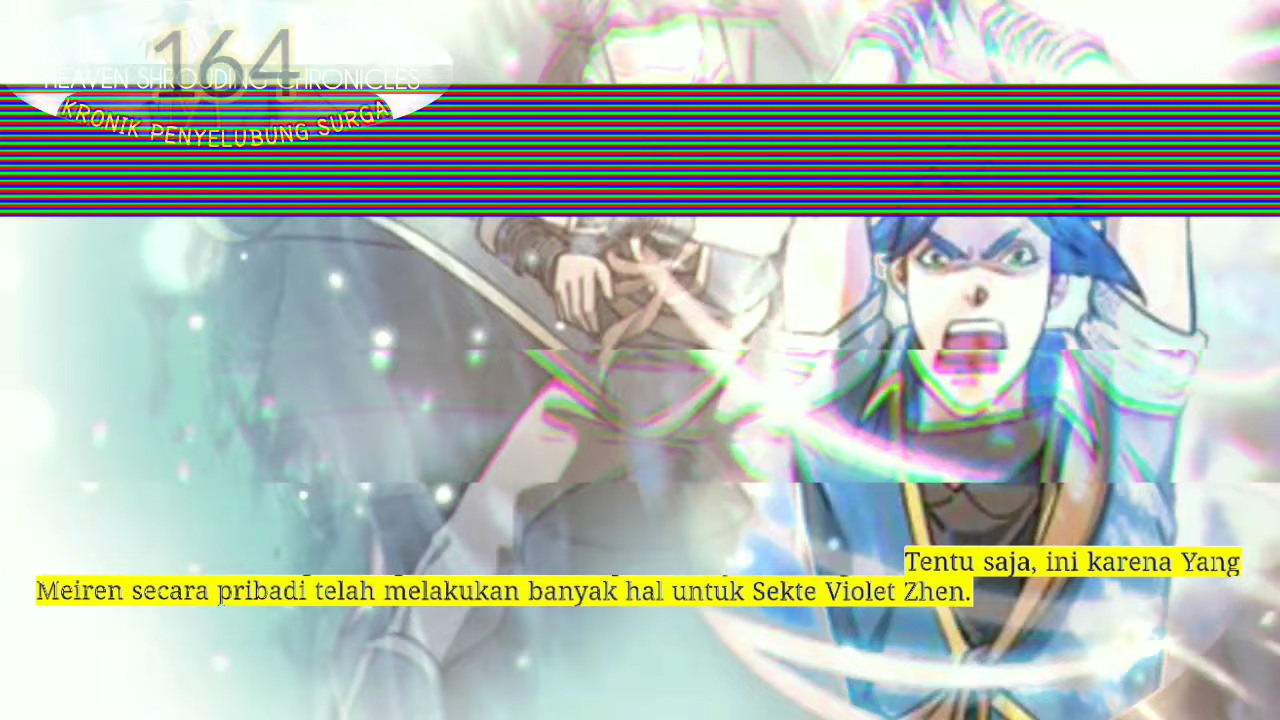 164
HEAVEN SHROUDING CHRONICLES
KRONIK PENYELUBUNG SURGA
Tentu saja, ini karena Yang
Meiren secara pribadi telah melakukan banyak hal untuk Sekte Violet Zhen.